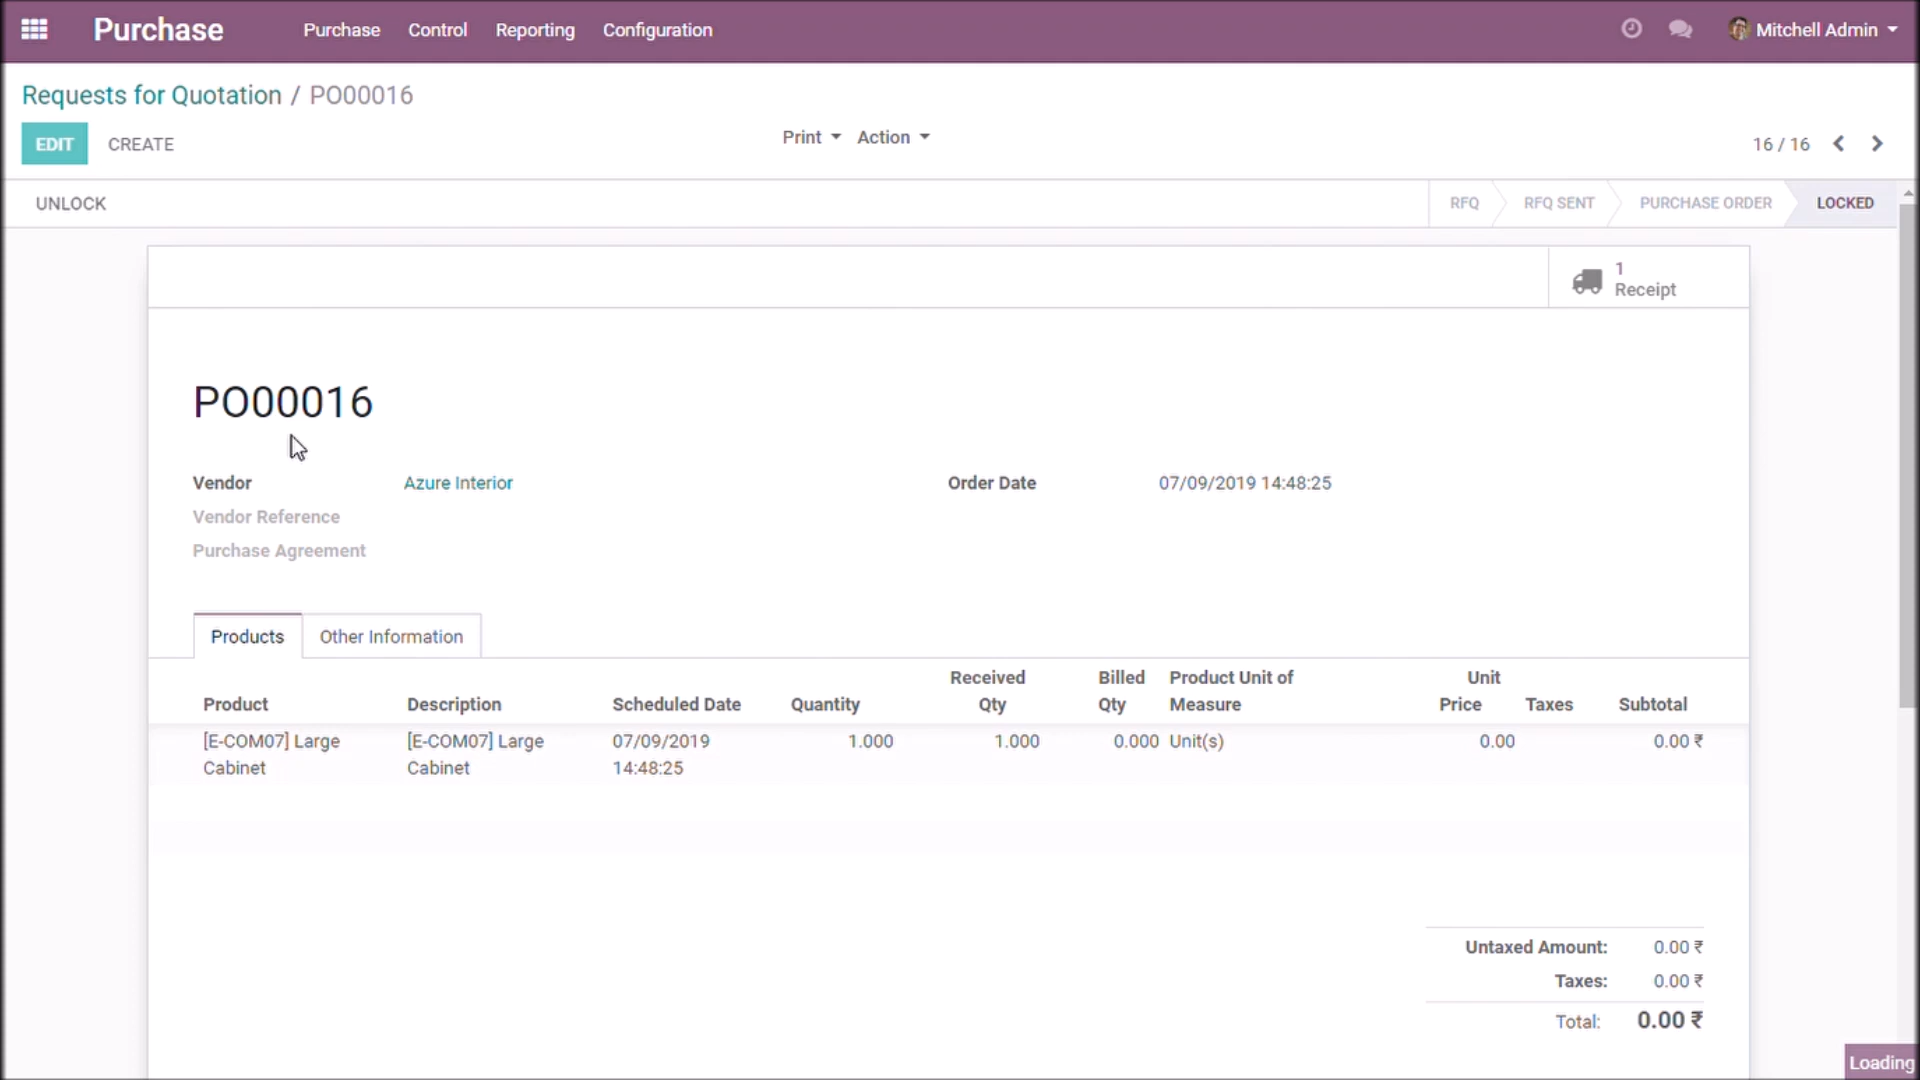 Purchase
Purchase Control Reporting Configuration
Mitchell Admin
Requests for Quotation / PO00016
EDIT CREATE
Print Action
16 / 16
UNLOCK
RFQ RFQ SENT PURCHASE ORDER LOCKED
1
Receipt
PO00016
Vendor Azure Interior
Order Date 07/09/2019 14:48:25
Vendor Reference
Purchase Agreement
Products Other Information
Product Description Scheduled Date Quantity Received Qty Billed Qty Product Unit of Measure Unit Price Taxes Subtotal
[E-COM07] Large [E-COM07] Large 07/09/2019 1.000 1.000 0.000 Unit(s) 0.00 0.00 ₹
Cabinet Cabinet 14:48:25
Untaxed Amount: 0.00 ₹
Taxes: 0.00 ₹
Total: 0.00 ₹
Loading